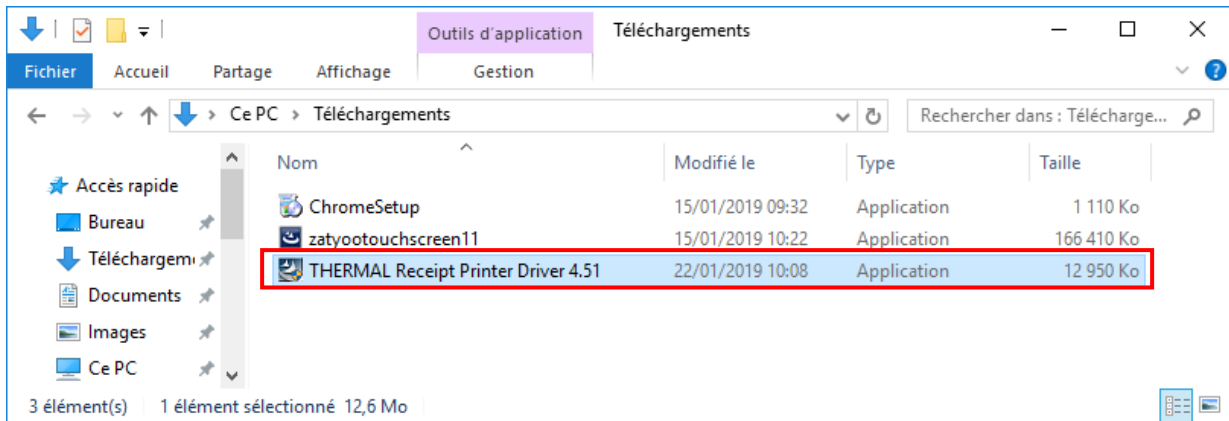 Outils d'application Téléchargements
Fichier Accueil Partage Affichage Gestion
Ce PC Téléchargements Rechercher dans : Télécharge...
Nom Modifié le Type Taille
Accès rapide
Bureau
Téléchargem
Documents
Images
Ce PC
ChromeSetup 15/01/2019 09:32 Application 1 110 Ko
zatyootouchscreen11 15/01/2019 10:22 Application 166 410 Ko
THERMAL Receipt Printer Driver 4.51 22/01/2019 10:08 Application 12 950 Ko
3 élément(s) 1 élément sélectionné 12,6 Mo